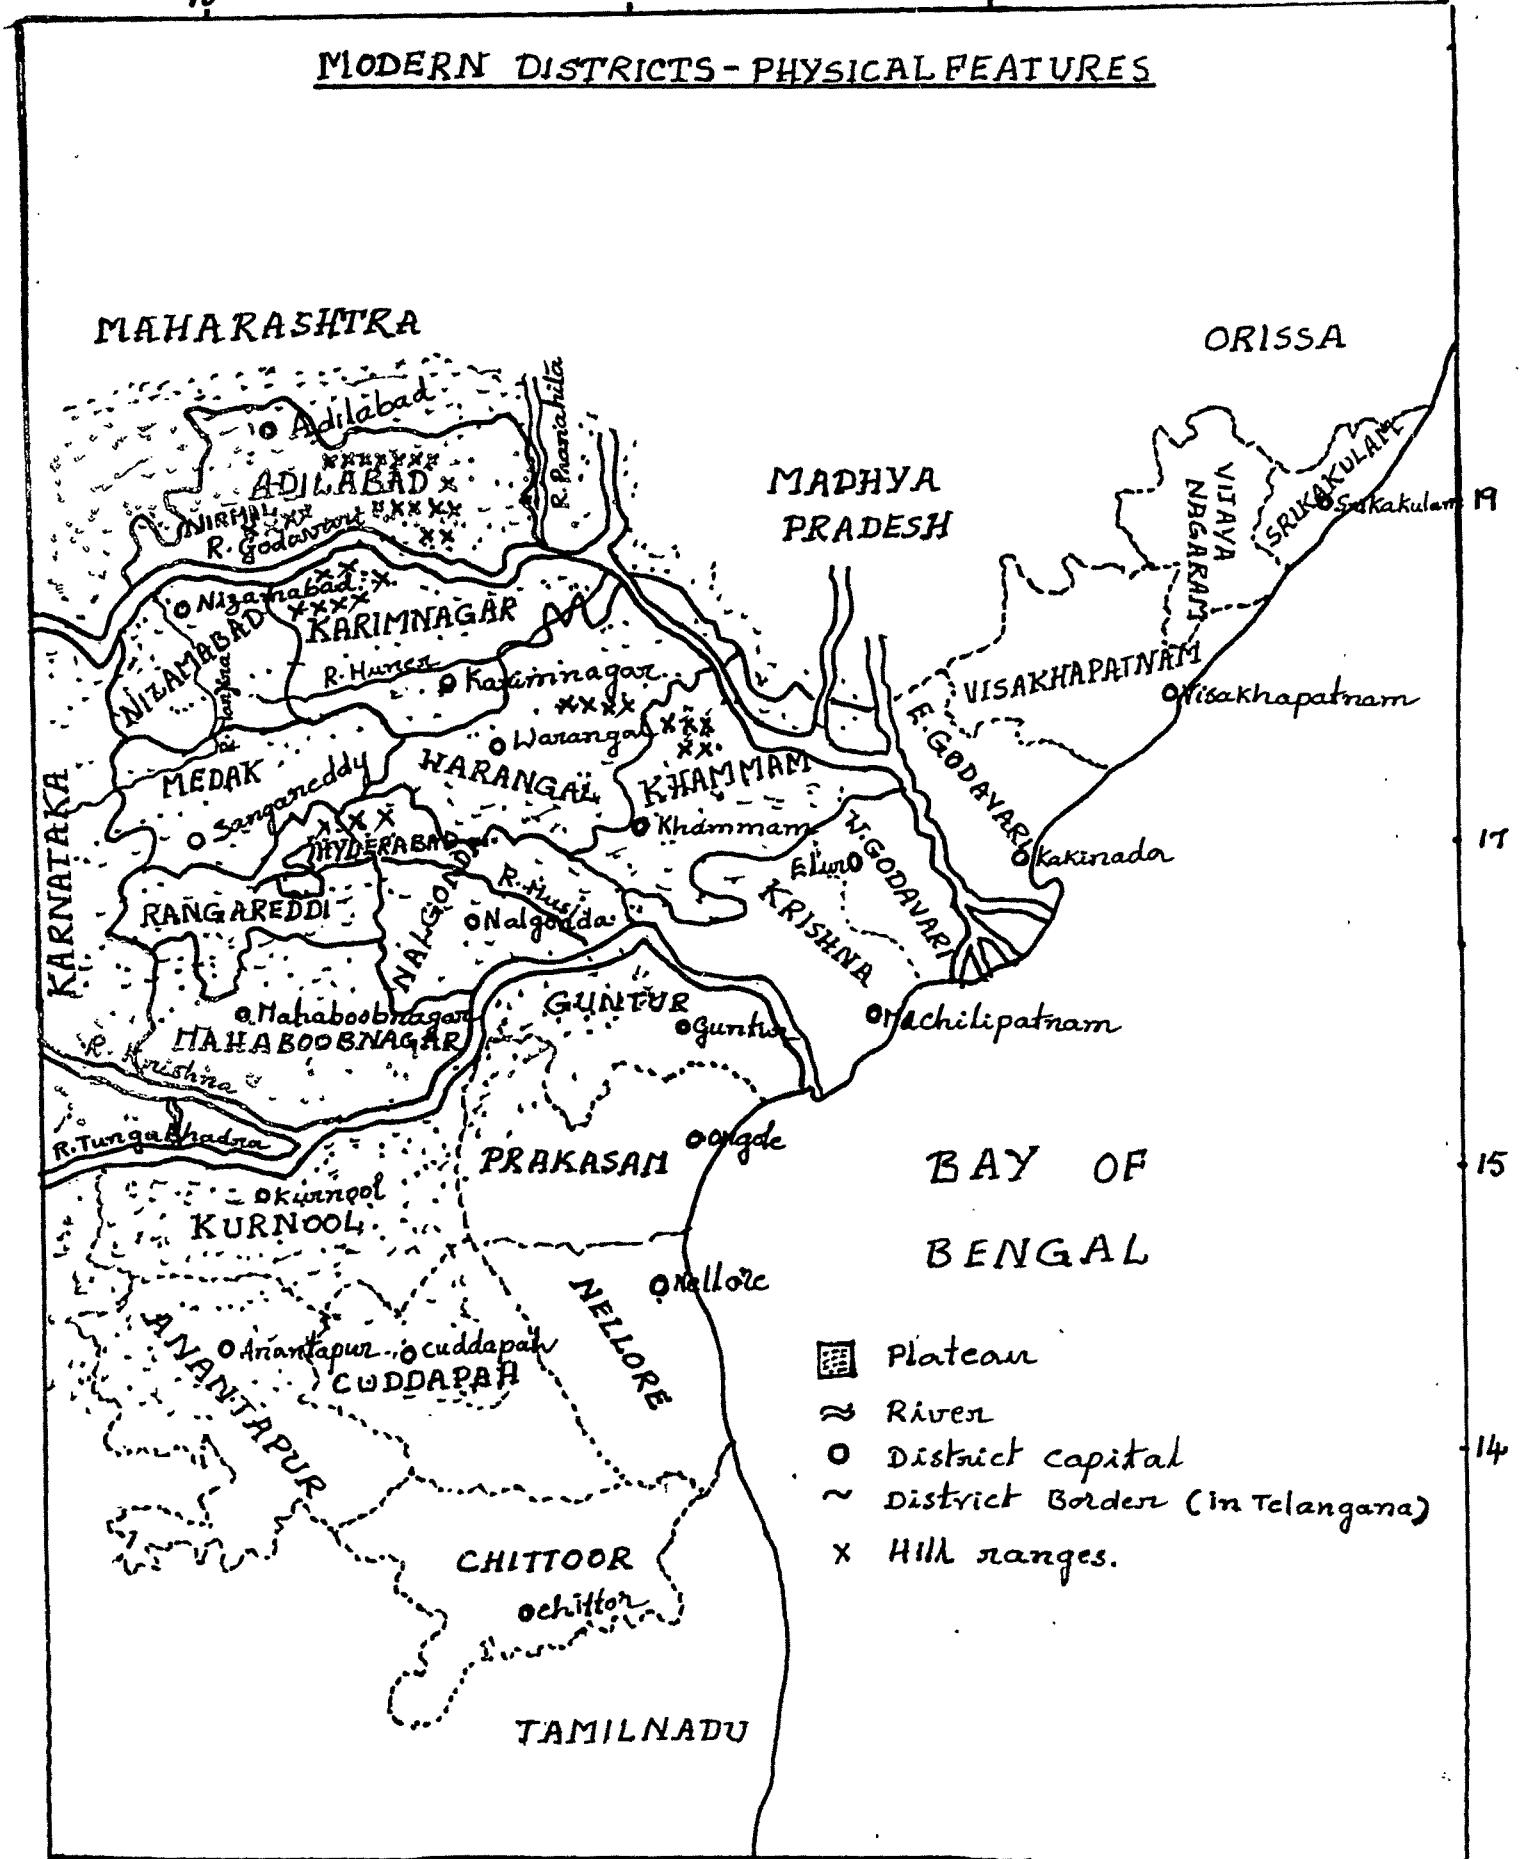 MODERN DISTRICTS - PHYSICAL FEATURES
MAHARASHTRA
ORISSA
Adilabad
R. Pranahita
ADILABAD
MADHYA
PRADESH
VIJAYA
NAGARAM
SRIKAKULAM
Srikakulam
19
NIRMAL
R. Godavari
Nizamabad
NIZAMABAD
KARIMNAGAR
R. Huner
Karimnagar
R. Manjira
VISAKHAPATNAM
Visakhapatnam
E. GODAVARI
Warangal
WARANGAL
KHAMMAM
Khammam
MEDAK
Sangareddy
KARNATAKA
HYDERABAD
W. GODAVARI
Eluru
Kakinada
17
RANGAREDDI
NALGONDA
R. Musi
Nalgodda
KRISHNA
Machilipatnam
Mahaboobnagar
MAHABOOBNAGAR
GUNTUR
Guntur
R. Krishna
R. Tungabhadra
PRAKASAM
Ongole
BAY OF
BENGAL
15
Kurnool
KURNOOL
NELLORE
Nellore
ANANTAPUR
Anantapur
Cuddapah
CUDDAPAH
Plateau
River
District capital
14
District Border (in Telangana)
Hill ranges.
CHITTOOR
Chittor
TAMILNADU